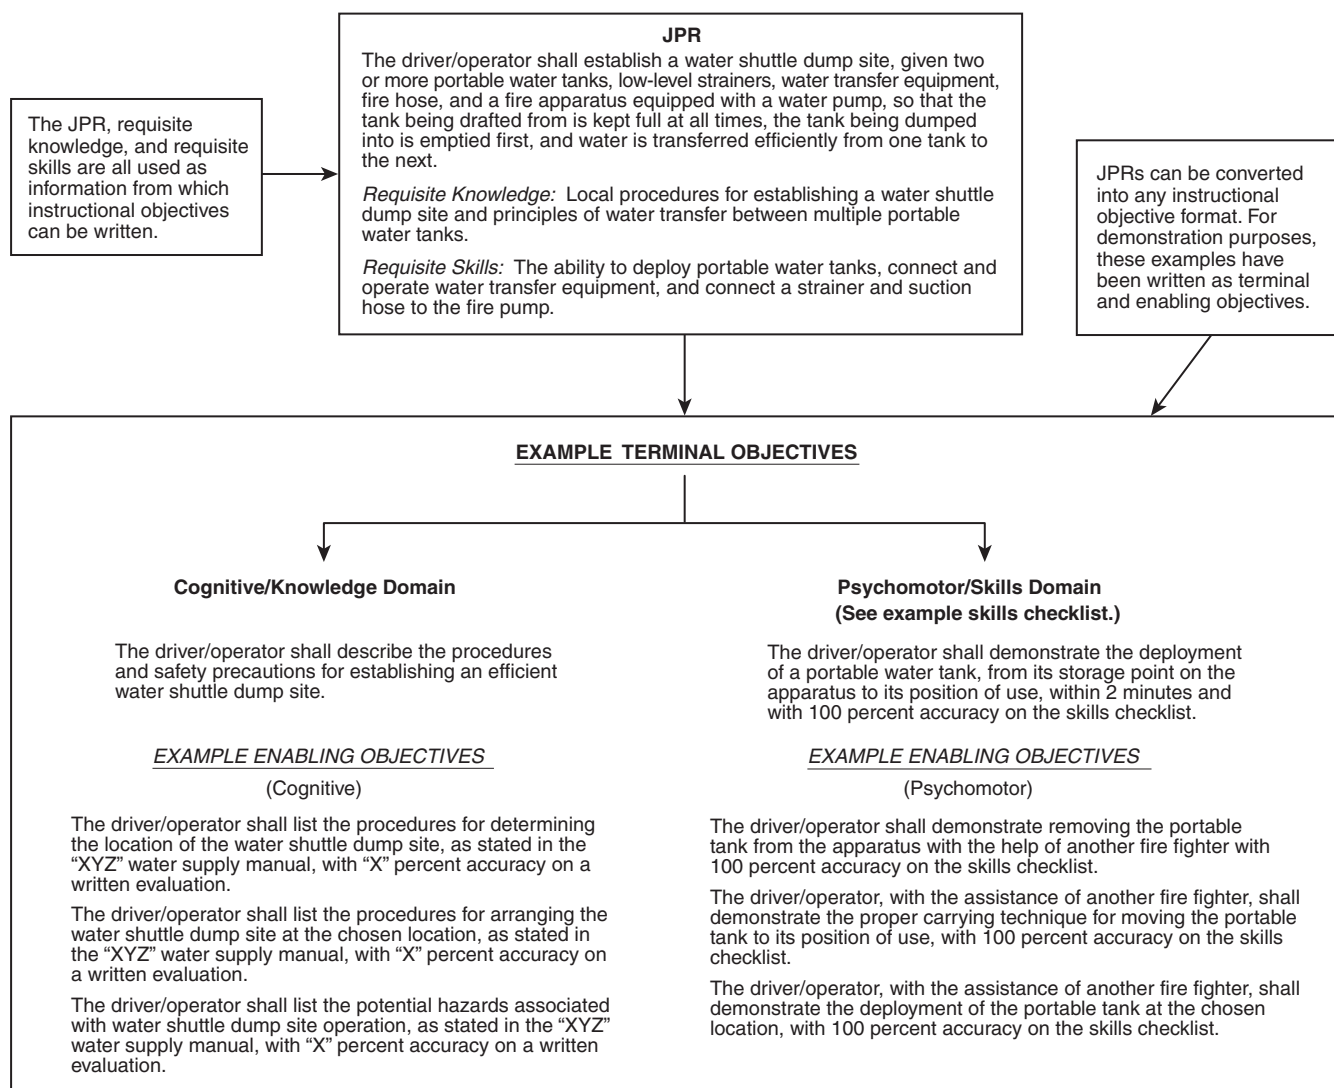 JPR
The driver/operator shall establish a water shuttle dump site, given two
or more portable water tanks, low-level strainers, water transfer equipment,
fire hose, and a fire apparatus equipped with a water pump, so that the
tank being drafted from is kept full at all times, the tank being dumped
into is emptied first, and water is transferred efficiently from one tank to
the next.
Requisite Knowledge: Local procedures for establishing a water shuttle
dump site and principles of water transfer between multiple portable
water tanks.
Requisite Skills: The ability to deploy portable water tanks, connect and
operate water transfer equipment, and connect a strainer and suction
hose to the fire pump.
The JPR, requisite
knowledge, and requisite
skills are all used as
information from which
instructional objectives
can be written.
JPRs can be converted
into any instructional
objective format. For
demonstration purposes,
these examples have
been written as terminal
and enabling objectives.
EXAMPLE TERMINAL OBJECTIVES
Cognitive/Knowledge Domain
The driver/operator shall describe the procedures
and safety precautions for establishing an efficient
water shuttle dump site.
EXAMPLE ENABLING OBJECTIVES
(Cognitive)
The driver/operator shall list the procedures for determining
the location of the water shuttle dump site, as stated in the
“XYZ” water supply manual, with “X” percent accuracy on a
written evaluation.
The driver/operator shall list the procedures for arranging the
water shuttle dump site at the chosen location, as stated in
the “XYZ” water supply manual, with “X” percent accuracy on
a written evaluation.
The driver/operator shall list the potential hazards associated
with water shuttle dump site operation, as stated in the “XYZ”
water supply manual, with “X” percent accuracy on a written
evaluation.
Psychomotor/Skills Domain
(See example skills checklist.)
The driver/operator shall demonstrate the deployment
of a portable water tank, from its storage point on the
apparatus to its position of use, within 2 minutes and
with 100 percent accuracy on the skills checklist.
EXAMPLE ENABLING OBJECTIVES
(Psychomotor)
The driver/operator shall demonstrate removing the portable
tank from the apparatus with the help of another fire fighter with
100 percent accuracy on the skills checklist.
The driver/operator, with the assistance of another fire fighter, shall
demonstrate the proper carrying technique for moving the portable
tank to its position of use, with 100 percent accuracy on the skills
checklist.
The driver/operator, with the assistance of another fire fighter, shall
demonstrate the deployment of the portable tank at the chosen
location, with 100 percent accuracy on the skills checklist.